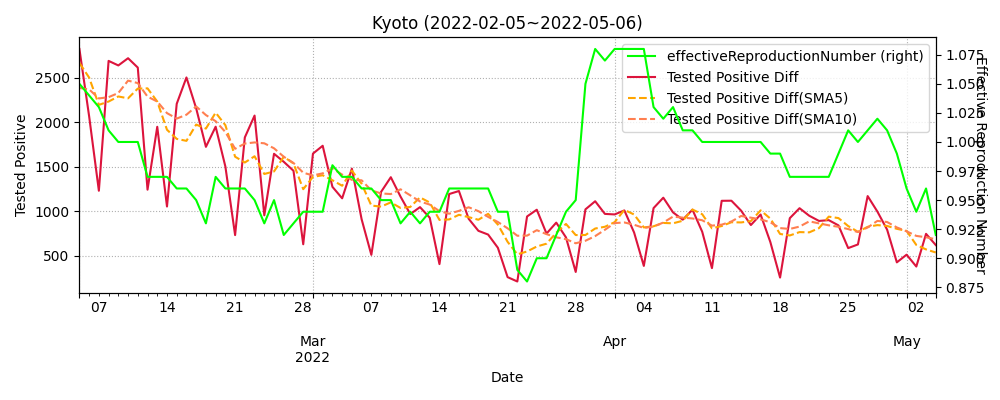 Kyoto (2022-02-05~2022-05-06)
effectiveReproductionNumber (right)
Tested Positive Diff
Tested Positive Diff(SMA5)
Tested Positive Diff(SMA10)
Tested Positive
2500
2000
1500
1000
500
1.075
1.050
1.025
1.000
0.975
0.950
0.925
0.900
0.875
Effective Reproduction Number
07 14 21 28 07 14 21 28 04 11 18 25 02
Mar Apr May
2022
Date